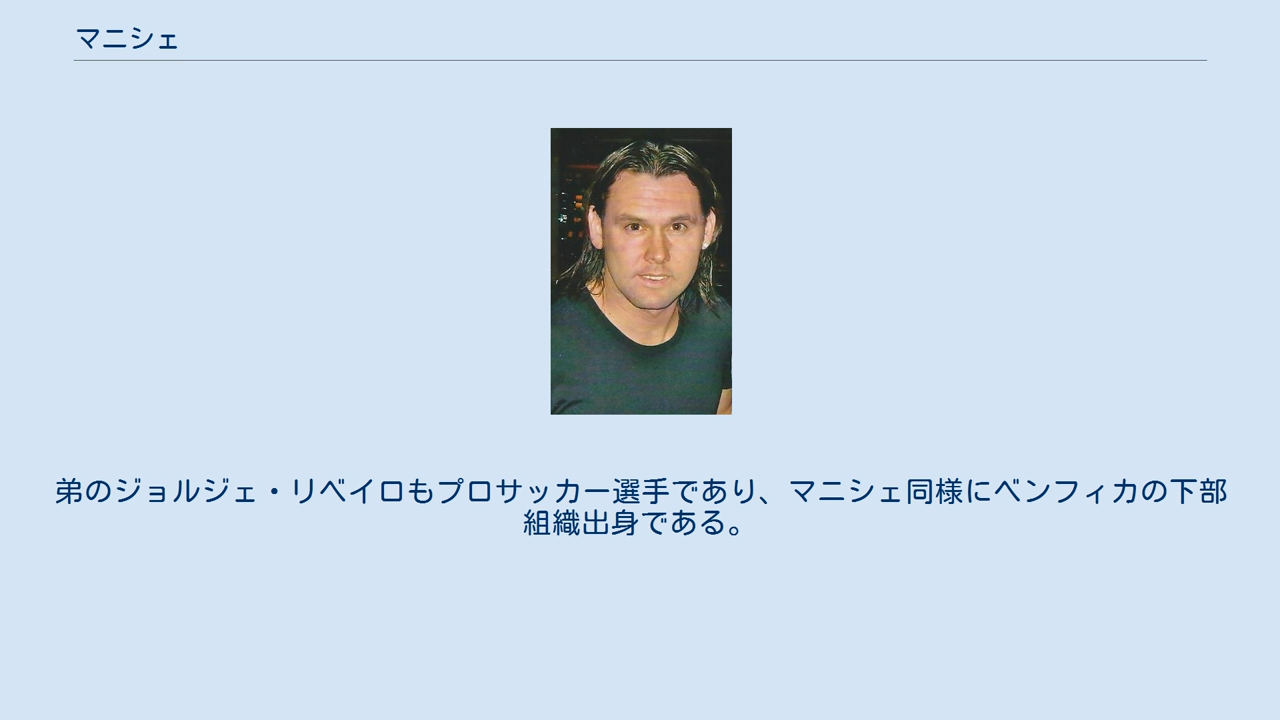 マニシェ
弟のジョルジェ・リベイロもプロサッカー選手であり、マニシェ同様にベンフィカの下部
組織出身である。